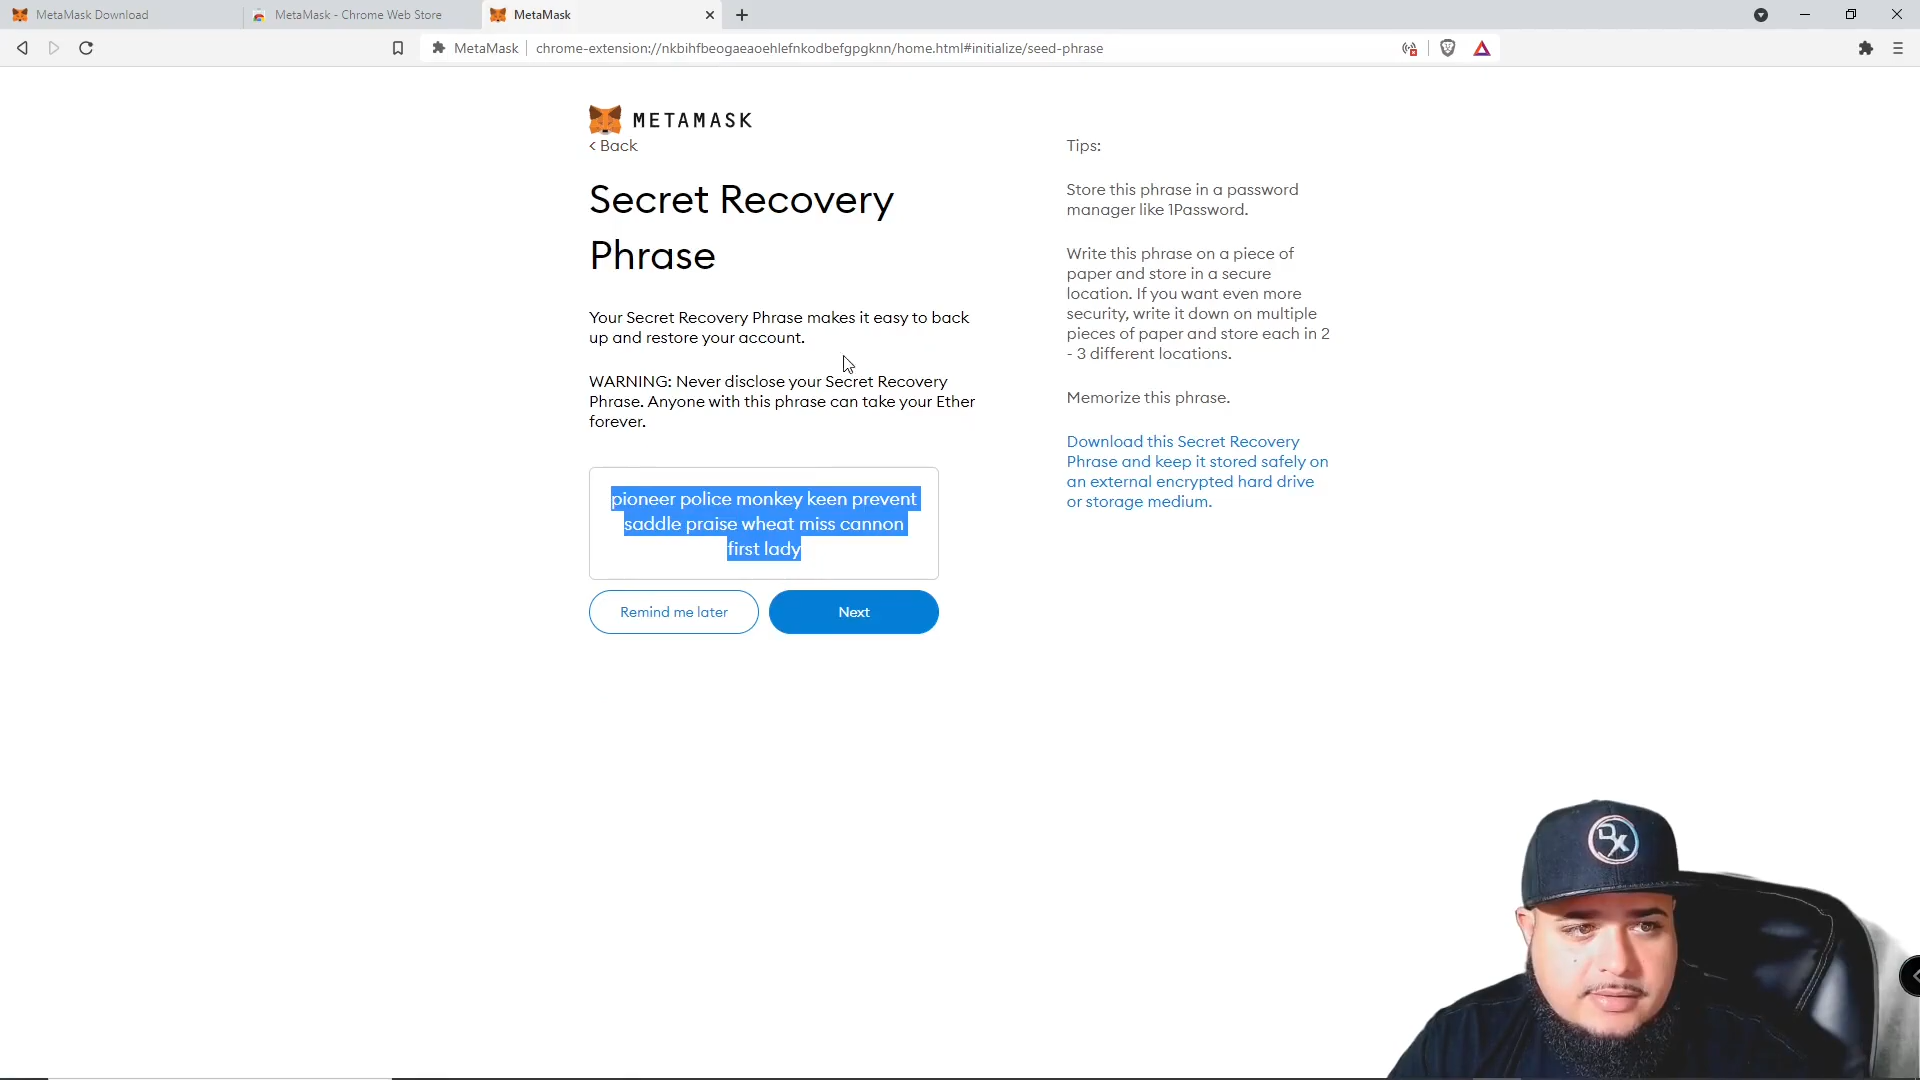 MetaMask Download
MetaMask - Chrome Web Store
MetaMask
MetaMask
chrome-extension://nkbihfbeogaeaoehlefnkodbefgpgknn/home.html#initialize/seed-phrase
METAMASK
< Back
Secret Recovery
Phrase
Your Secret Recovery Phrase makes it easy to back
up and restore your account.
WARNING: Never disclose your Secret Recovery
Phrase. Anyone with this phrase can take your Ether
forever.
pioneer police monkey keen prevent
saddle praise wheat miss cannon
first lady
Remind me later
Next
Tips:
Store this phrase in a password
manager like 1Password.
Write this phrase on a piece of
paper and store in a secure
location. If you want even more
security, write it down on multiple
pieces of paper and store each in 2
- 3 different locations.
Memorize this phrase.
Download this Secret Recovery
Phrase and keep it stored safely on
an external encrypted hard drive
or storage medium.
DX